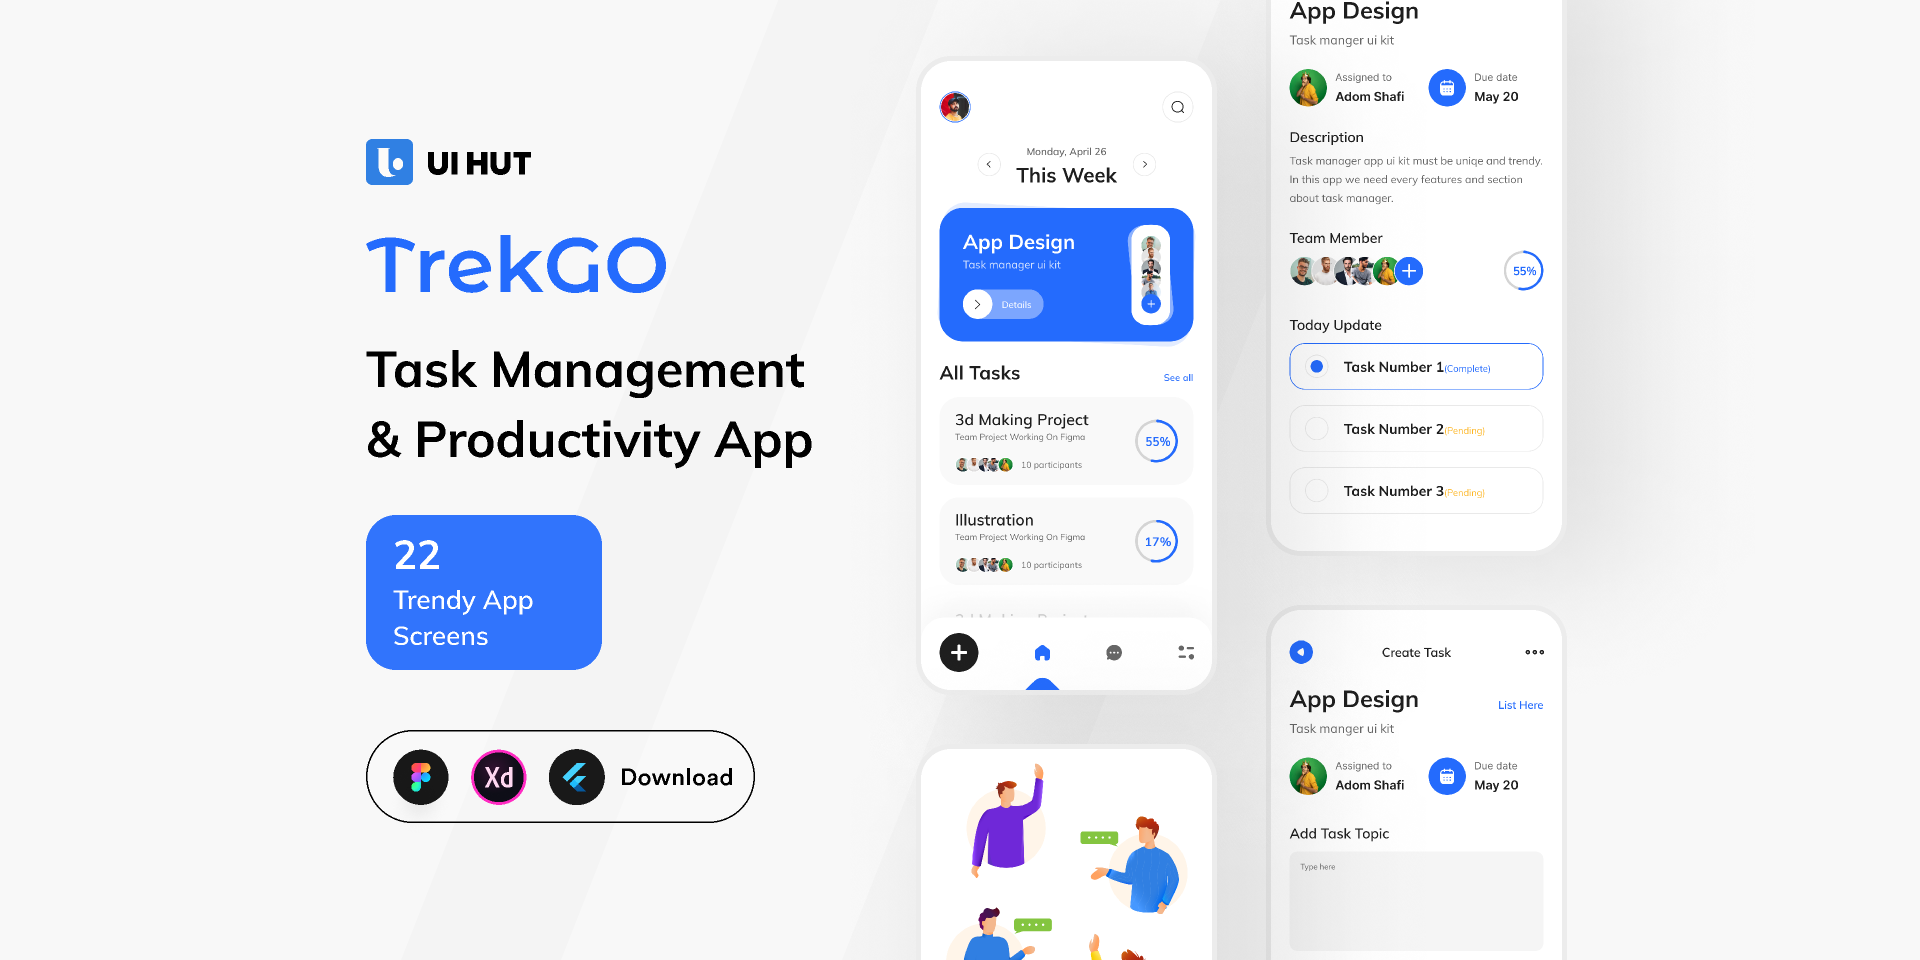 UI HUT
TrekGO
Task Management
& Productivity App
22
Trendy App
Screens
Xd
Download
Monday, April 26
This Week
App Design
Task manager ui kit
Details
All Tasks
See all
3d Making Project
Team Project Working On Figma
10 participants
55%
Illustration
Team Project Working On Figma
10 participants
17%
3d Making Project
App Design
Task manger ui kit
Assigned to
Adom Shafi
Due date
May 20
Description
Task manager app ui kit must be uniqe and trendy.
In this app we need every features and section
about task manager.
Team Member
55%
Today Update
Task Number 1(Complete)
Task Number 2(Pending)
Task Number 3(Pending)
Create Task
App Design
List Here
Task manger ui kit
Assigned to
Adom Shafi
Due date
May 20
Add Task Topic
Type here